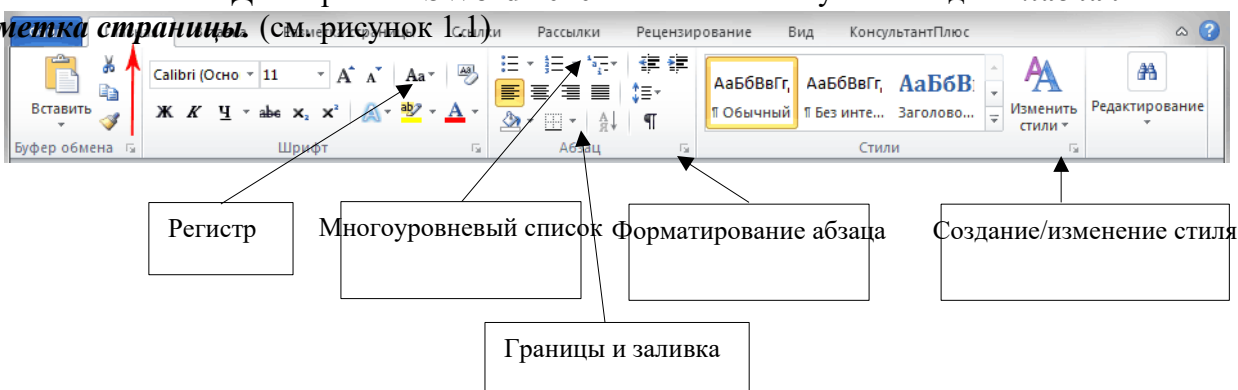 метка страницы. (см. рисунок 1.1)
Ссылки Рассылки Рецензирование Вид КонсультантПлюс
Calibri (Осно 11 Аа
АаБбВвГг, АаБбВвГг, АаБбВ
Вставить Ж К Ч abc x₂ x² А
¶ Обычный ¶ Без инте... Заголово... Изменить стили Редактирование
Буфер обмена Шрифт Абзац Стили
Регистр Многоуровневый список Форматирование абзаца Создание/изменение стиля
Границы и заливка